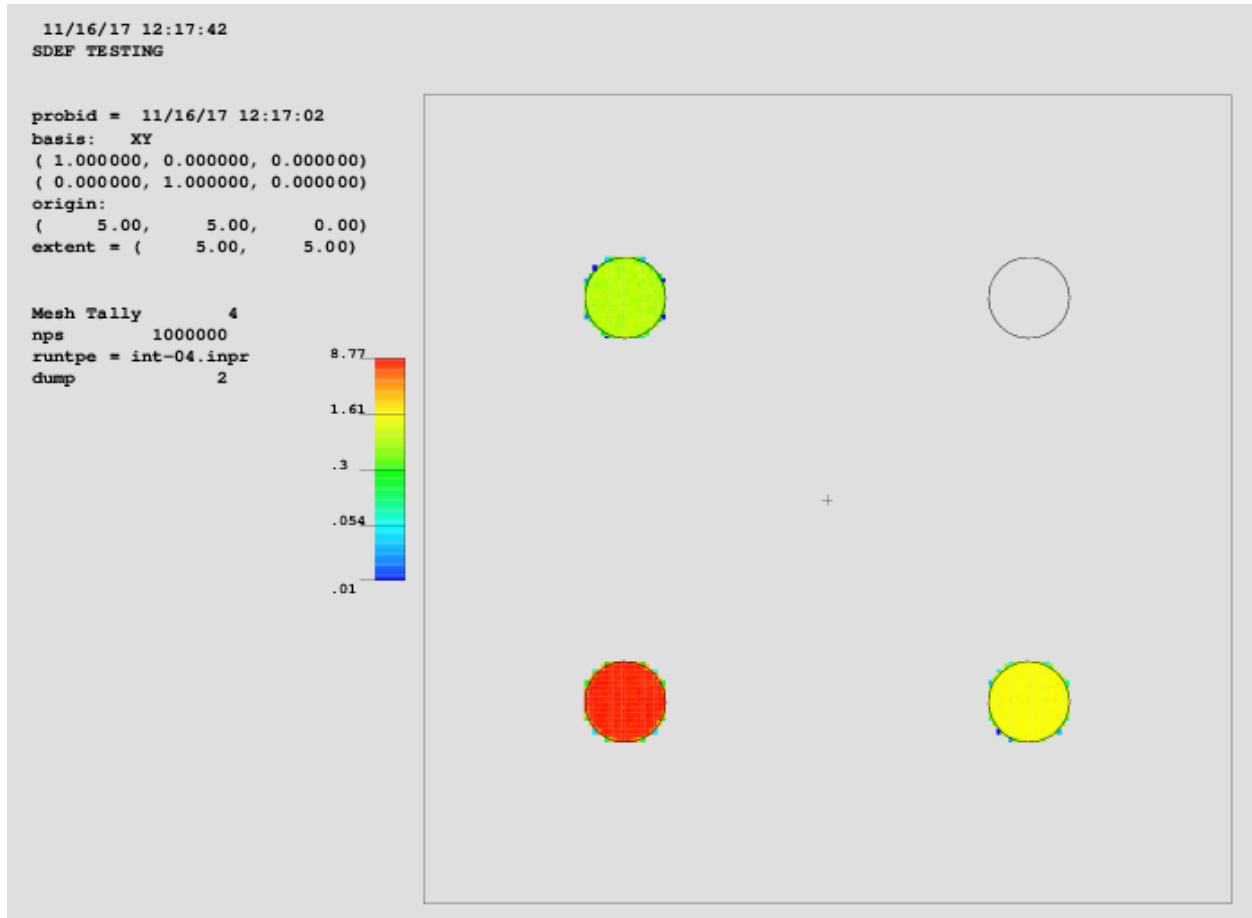 11/16/17 12:17:42
SDEF TESTING
probid = 11/16/17 12:17:02
basis: XY
( 1.000000, 0.000000, 0.000000)
( 0.000000, 1.000000, 0.000000)
origin:
( 5.00, 5.00, 0.00)
extent = ( 5.00, 5.00)
Mesh Tally 4
nps 1000000
runtpe = int-04.inpr
dump 2
8.77
1.61
.3
.054
.01